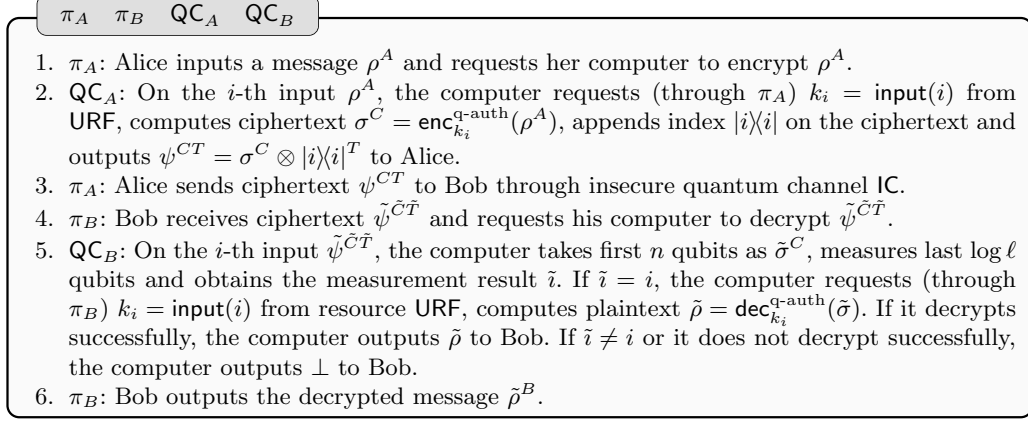 π_A π_B QC_A QC_B
1. π_A: Alice inputs a message ρ^A and requests her computer to encrypt ρ^A.
2. QC_A: On the i-th input ρ^A, the computer requests (through π_A) k_i = input(i) from
URF, computes ciphertext σ^C = enc^{q-auth}_{k_i}(ρ^A), appends index |i⟩⟨i| on the ciphertext and
outputs ψ^{CT} = σ^C ⊗ |i⟩⟨i|^T to Alice.
3. π_A: Alice sends ciphertext ψ^{CT} to Bob through insecure quantum channel IC.
4. π_B: Bob receives ciphertext ψ̃^{C̃T̃} and requests his computer to decrypt ψ̃^{C̃T̃}.
5. QC_B: On the i-th input ψ̃^{C̃T̃}, the computer takes first n qubits as σ̃^C, measures last log ℓ
qubits and obtains the measurement result ĩ. If ĩ = i, the computer requests (through
π_B) k_i = input(i) from resource URF, computes plaintext ρ̃ = dec^{q-auth}_{k_i}(σ̃). If it decrypts
successfully, the computer outputs ρ̃ to Bob. If ĩ ≠ i or it does not decrypt successfully,
the computer outputs ⊥ to Bob.
6. π_B: Bob outputs the decrypted message ρ̃^B.